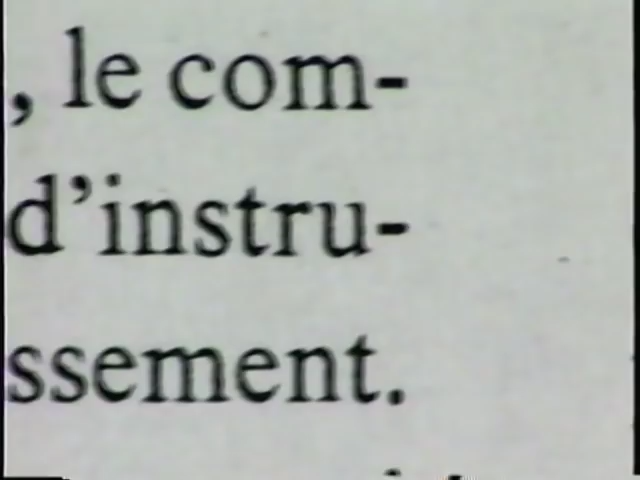 , le com-
d'instru-
ssement.